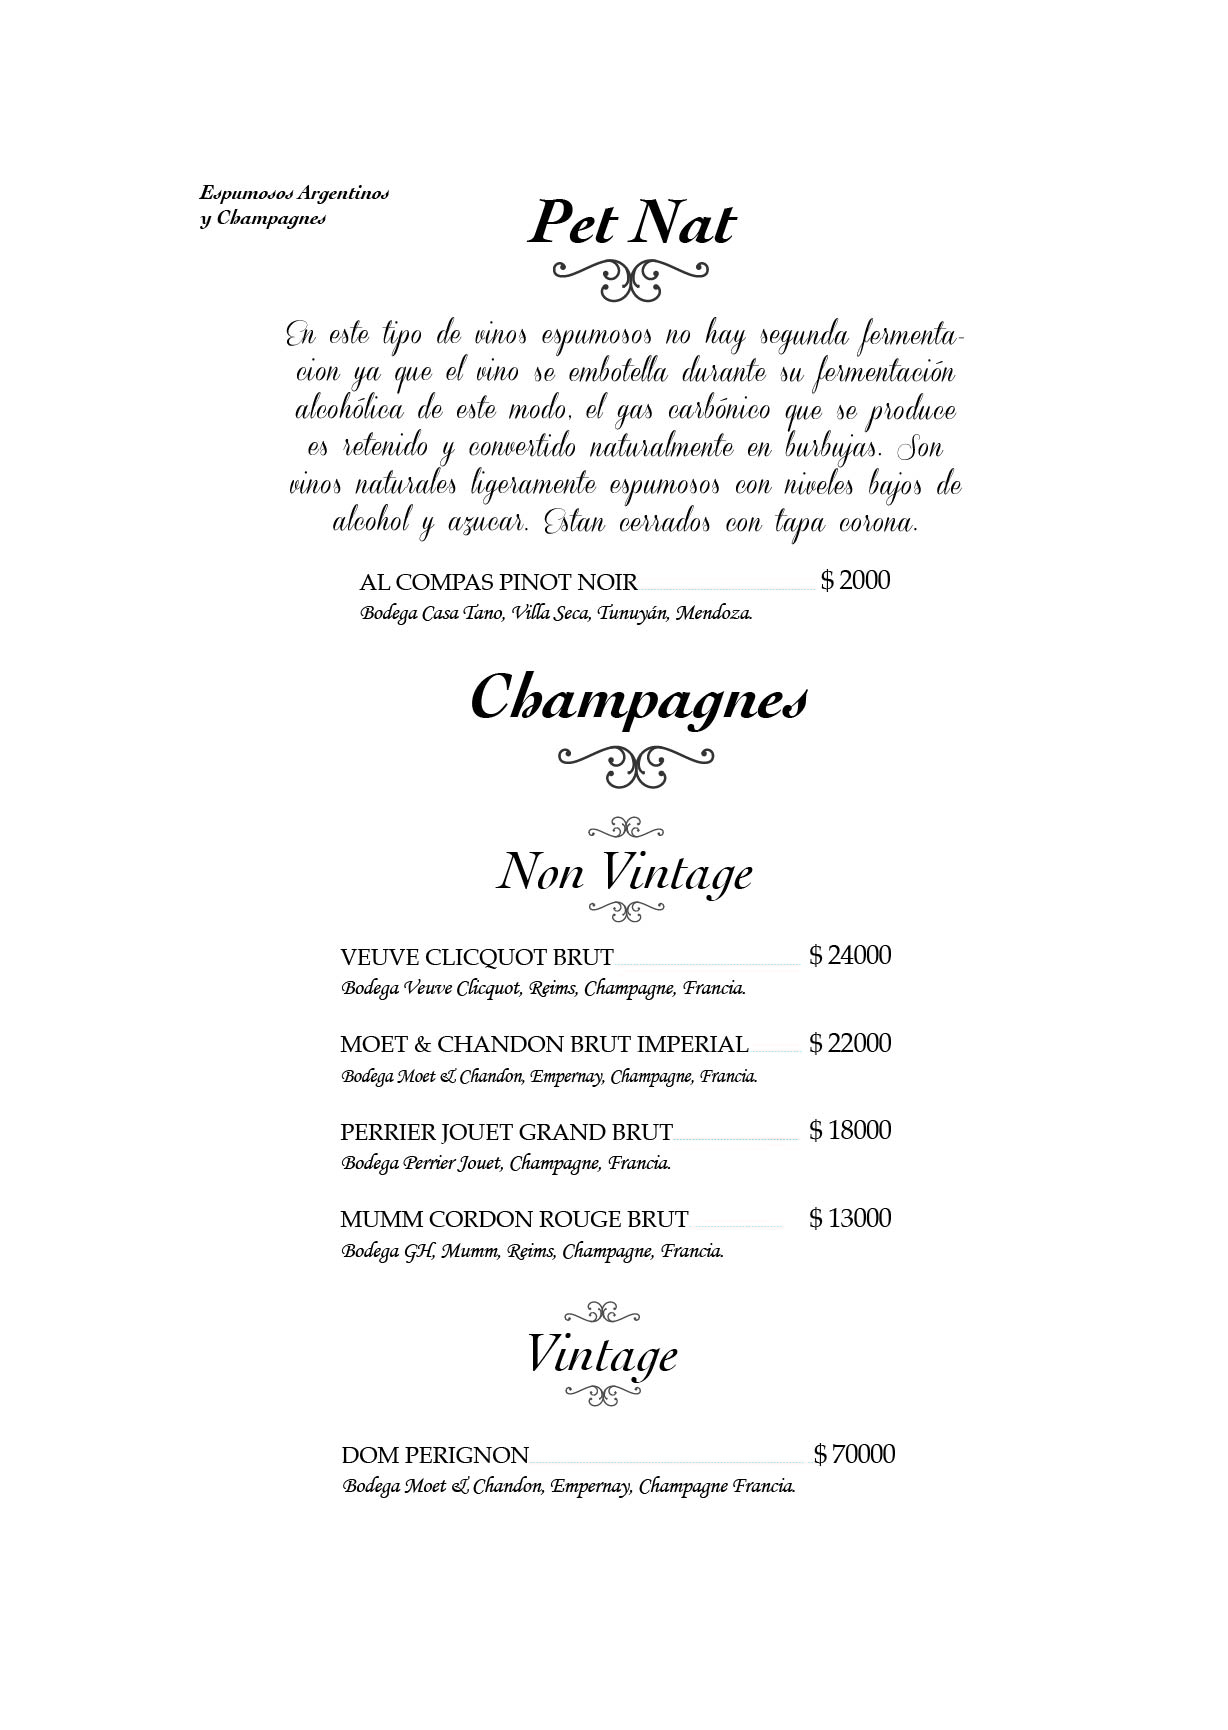 Espumosos Argentinos
y Champagnes
Pet Nat
En este tipo de vinos espumosos no hay segunda fermenta-
cion ya que el vino se embotella durante su fermentación
alcohólica de este modo, el gas carbónico que se produce
es retenido y convertido naturalmente en burbujas. Son
vinos naturales ligeramente espumosos con niveles bajos de
alcohol y azucar. Estan cerrados con tapa corona.
AL COMPAS PINOT NOIR $ 2000
Bodega Casa Tano, Villa Seca, Tunuyán, Mendoza.
Champagnes
Non Vintage
VEUVE CLICQUOT BRUT $ 24000
Bodega Veuve Clicquot, Reims, Champagne, Francia.
MOET & CHANDON BRUT IMPERIAL $ 22000
Bodega Moet & Chandon, Empernay, Champagne, Francia.
PERRIER JOUET GRAND BRUT $ 18000
Bodega Perrier Jouet, Champagne, Francia.
MUMM CORDON ROUGE BRUT $ 13000
Bodega GH, Mumm, Reims, Champagne, Francia.
Vintage
DOM PERIGNON $ 70000
Bodega Moet & Chandon, Empernay, Champagne Francia.